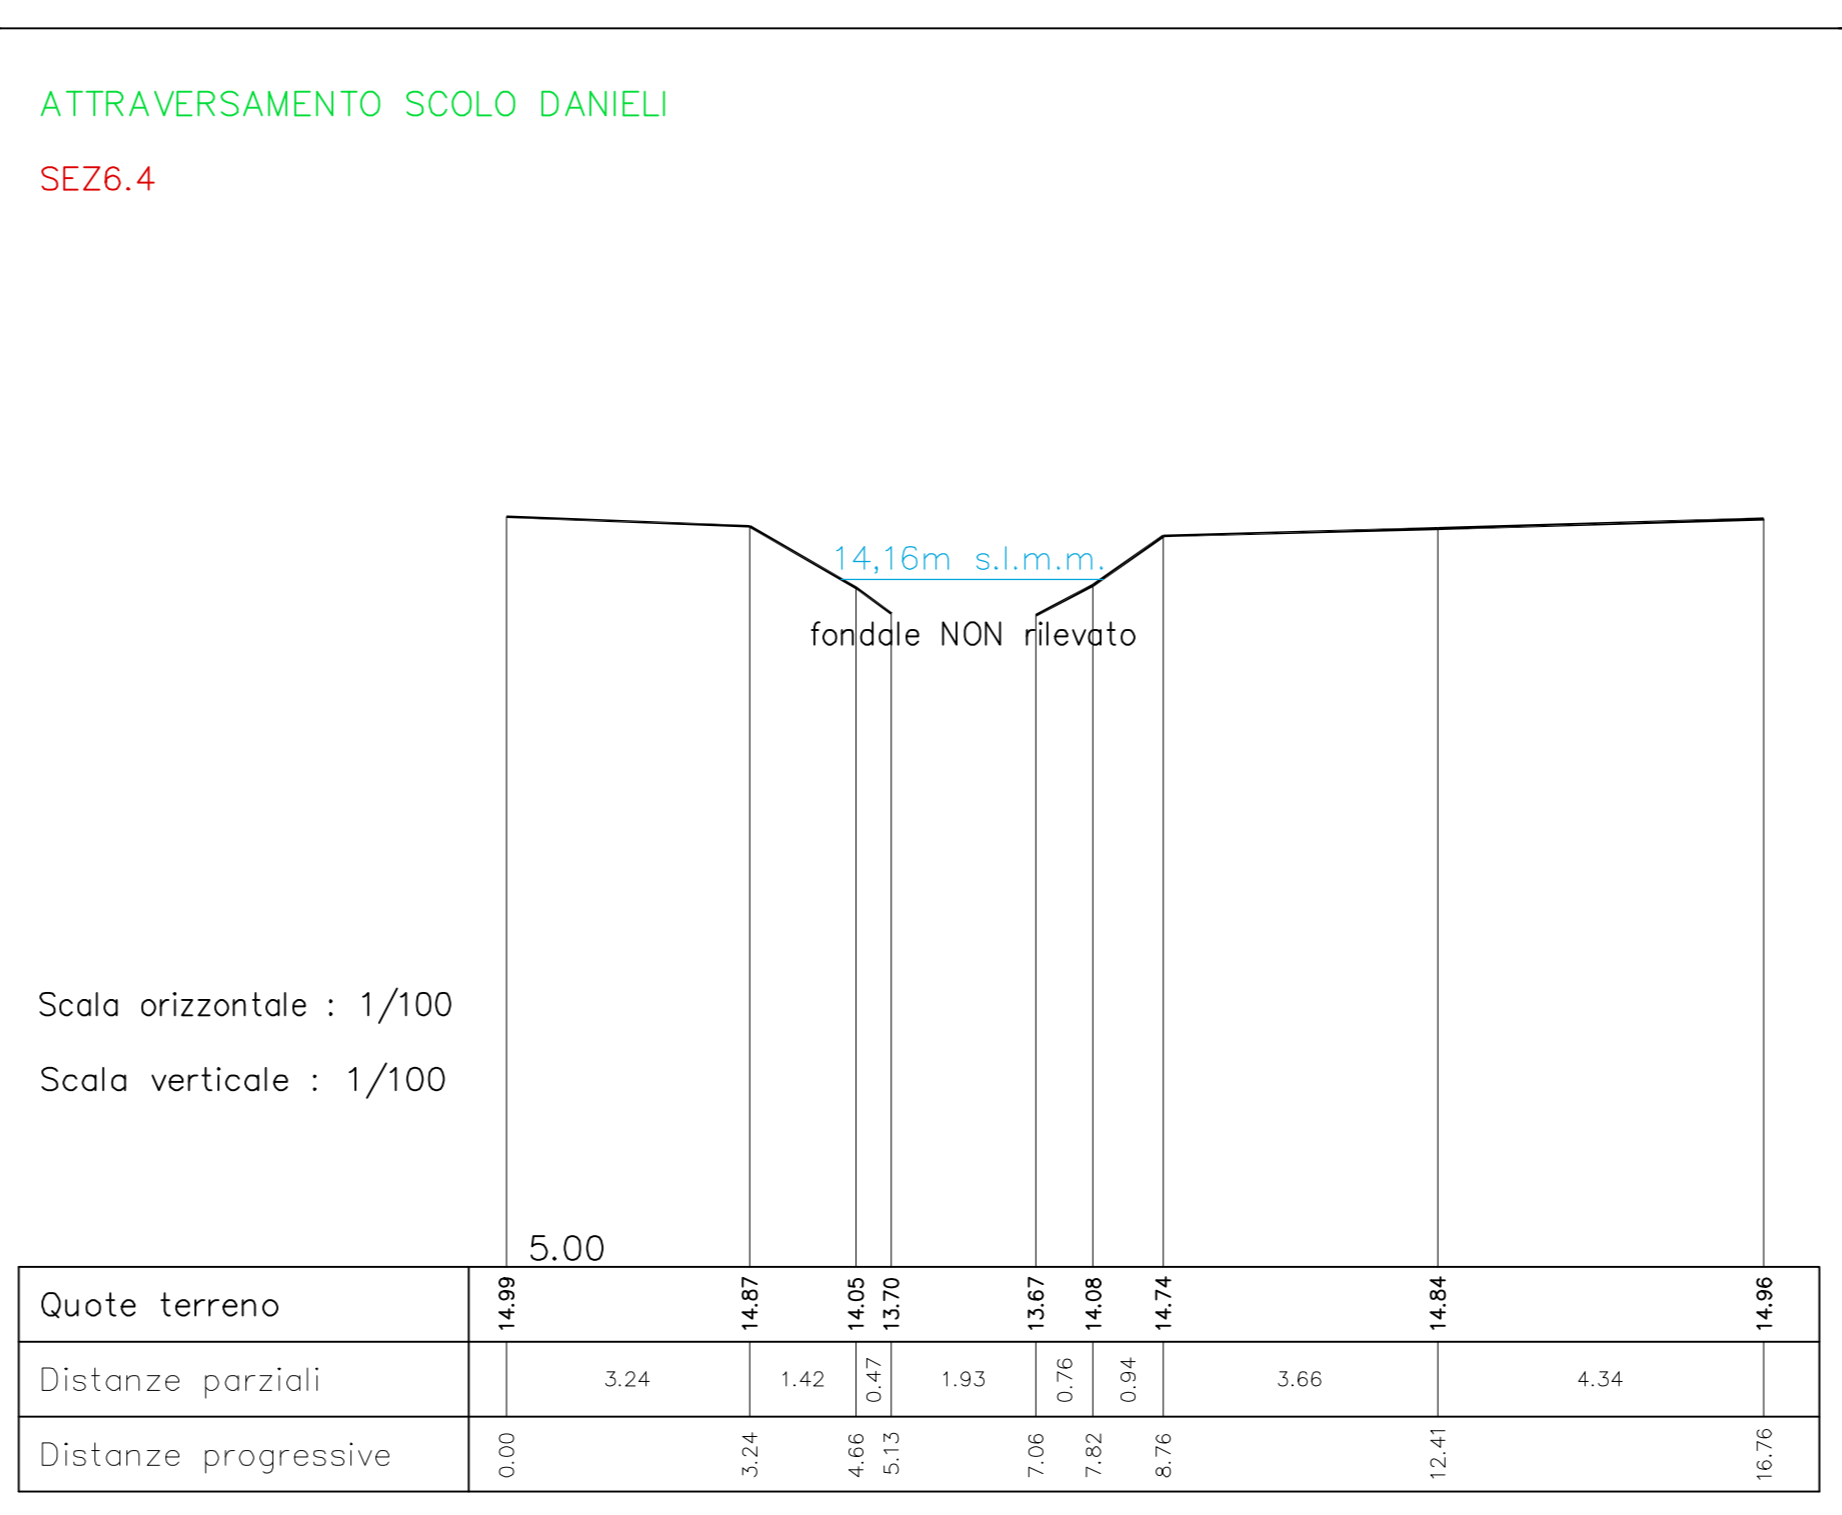 ATTRAVERSAMENTO SCOLO DANIELI
SEZ6.4
14,16m s.l.m.m.
fondale NON rilevato
Scala orizzontale : 1/100
Scala verticale : 1/100
5.00
Quote terreno 14.99 14.87 14.05 13.70 13.67 14.08 14.74 14.84 14.96
Distanze parziali 3.24 1.42 0.47 1.93 0.76 0.94 3.66 4.34
Distanze progressive 0.00 3.24 4.66 5.13 7.06 7.82 8.76 12.41 16.76